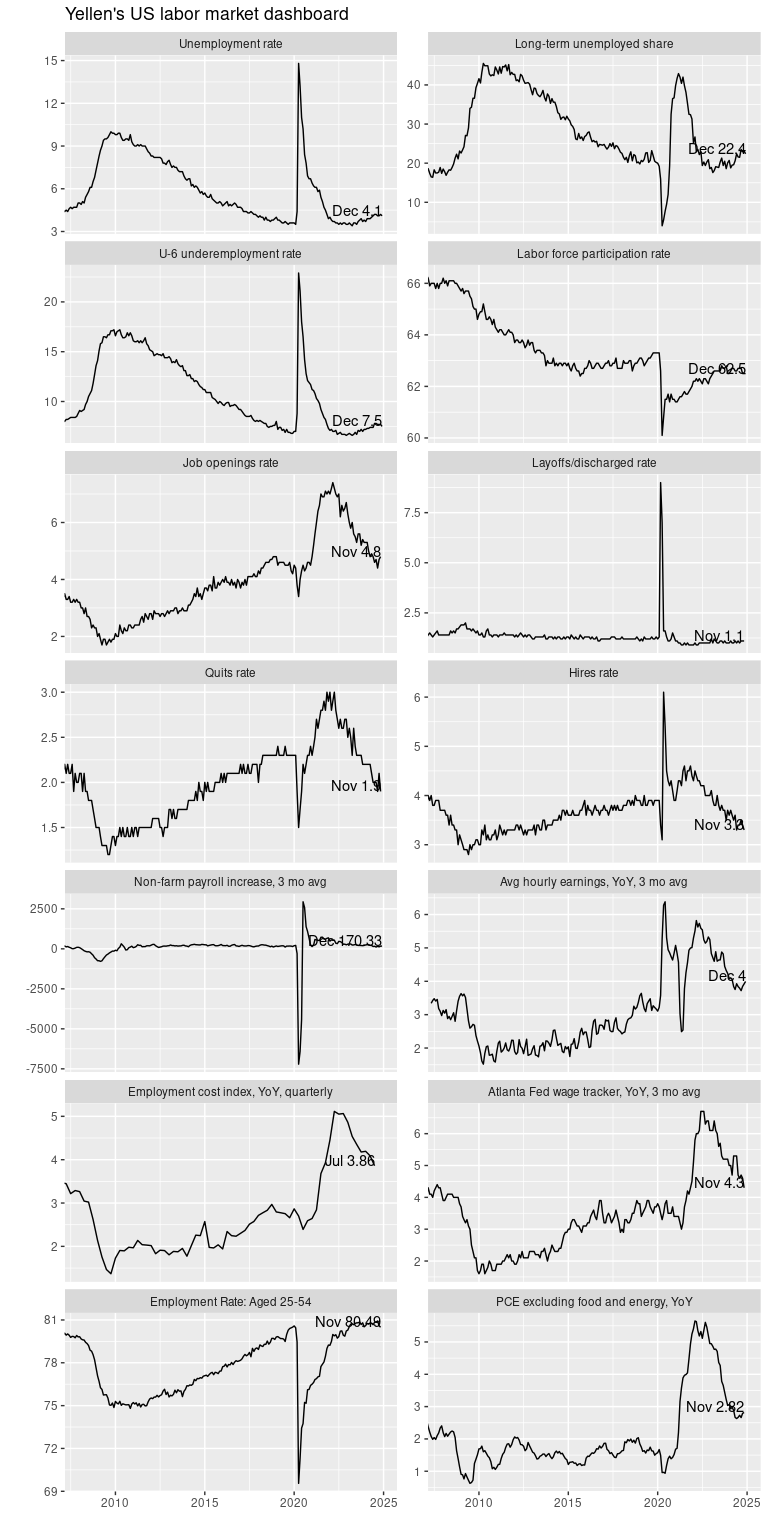 Yellen's US labor market dashboard
Unemployment rate
Long-term unemployed share
15
12
9
6
3
Dec 4.1
40
30
20
10
Dec 22.4
U-6 underemployment rate
Labor force participation rate
20
15
10
Dec 7.5
66
64
62
60
Dec 62.5
Job openings rate
Layoffs/discharged rate
6
4
2
Nov 4.8
7.5
5.0
2.5
Nov 1.1
Quits rate
Hires rate
3.0
2.5
2.0
1.5
Nov 1.9
6
5
4
3
Nov
Non-farm payroll increase, 3 mo avg
Avg hourly earnings, YoY, 3 mo avg
2500
0
-2500
-5000
-7500
Dec 170.33
6
5
4
3
2
Dec 4
Employment cost index, YoY, quarterly
Atlanta Fed wage tracker, YoY, 3 mo avg
5
4
3
2
Jul 3.86
6
5
4
3
2
Nov 4.3
Employment Rate: Aged 25-54
PCE excluding food and energy, YoY
81
78
75
72
69
Nov 80.49
5
4
3
2
1
Nov 2.82
2010
2015
2020
2025
2010
2015
2020
2025